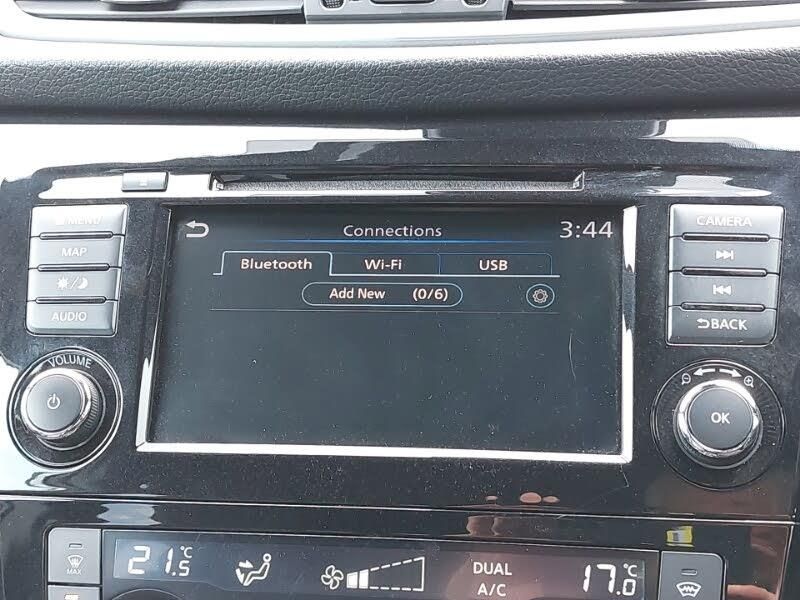 MENU
MAP
AUDIO
VOLUME
Connections 3:44
Bluetooth Wi-Fi USB
Add New (0/6)
CAMERA
BACK
OK
MAX
21.5°C
DUAL
A/C
17.0°C